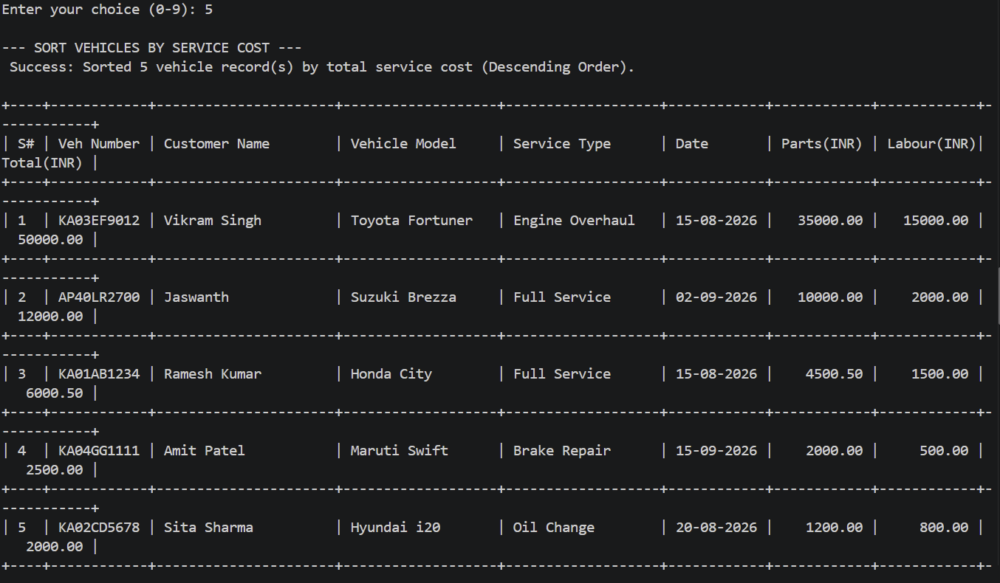 Enter your choice (0-9): 5
--- SORT VEHICLES BY SERVICE COST ---
 Success: Sorted 5 vehicle record(s) by total service cost (Descending Order).
+----+------------+----------------------+-------------------+-------------------+------------+------------+------------+-
-----------+
| S# | Veh Number | Customer Name        | Vehicle Model     | Service Type      | Date       | Parts(INR) | Labour(INR)|
Total(INR) |
+----+------------+----------------------+-------------------+-------------------+------------+------------+------------+-
-----------+
| 1  | KA03EF9012 | Vikram Singh         | Toyota Fortuner   | Engine Overhaul   | 15-08-2026 |   35000.00 |   15000.00 |
  50000.00 |
+----+------------+----------------------+-------------------+-------------------+------------+------------+------------+-
-----------+
| 2  | AP40LR2700 | Jaswanth             | Suzuki Brezza     | Full Service      | 02-09-2026 |   10000.00 |    2000.00 |
  12000.00 |
+----+------------+----------------------+-------------------+-------------------+------------+------------+------------+-
-----------+
| 3  | KA01AB1234 | Ramesh Kumar         | Honda City        | Full Service      | 15-08-2026 |    4500.50 |    1500.00 |
   6000.50 |
+----+------------+----------------------+-------------------+-------------------+------------+------------+------------+-
-----------+
| 4  | KA04GG1111 | Amit Patel           | Maruti Swift      | Brake Repair      | 15-09-2026 |    2000.00 |     500.00 |
   2500.00 |
+----+------------+----------------------+-------------------+-------------------+------------+------------+------------+-
-----------+
| 5  | KA02CD5678 | Sita Sharma          | Hyundai i20       | Oil Change        | 20-08-2026 |    1200.00 |     800.00 |
   2000.00 |
+----+------------+----------------------+-------------------+-------------------+------------+------------+------------+-